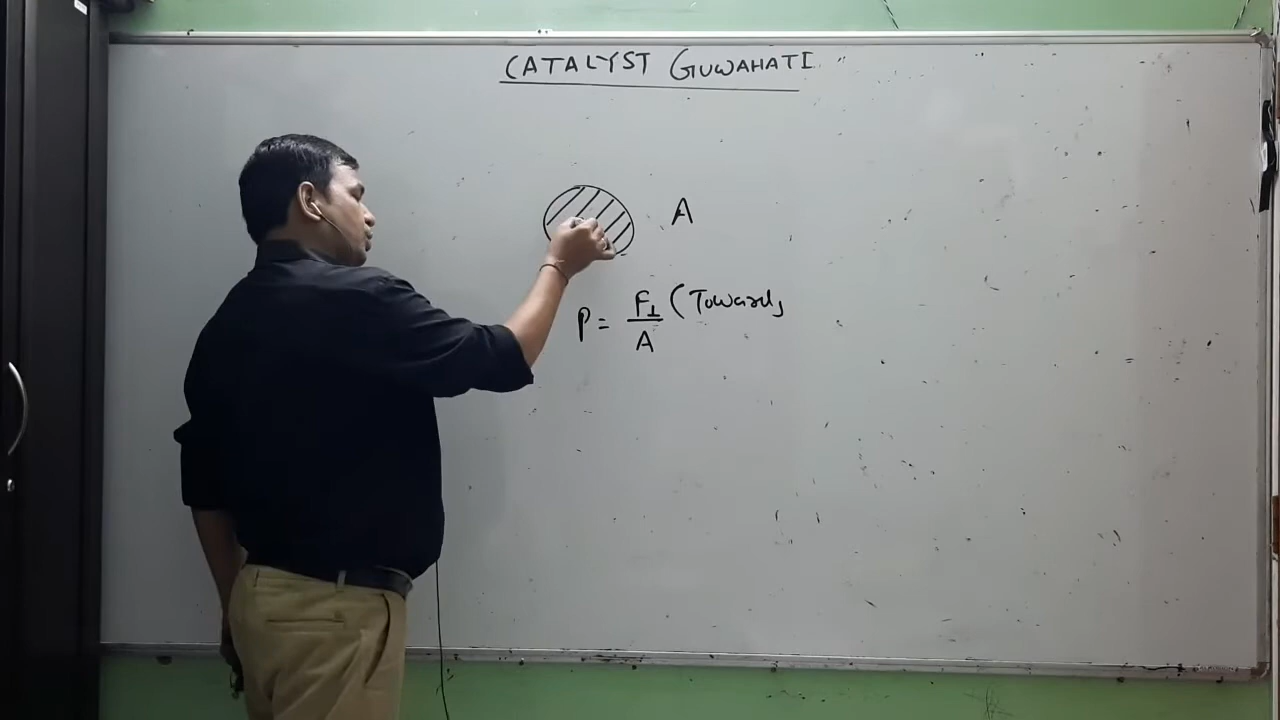 CATALYST GUWAHATI
A
P = F⊥ (Towards
A